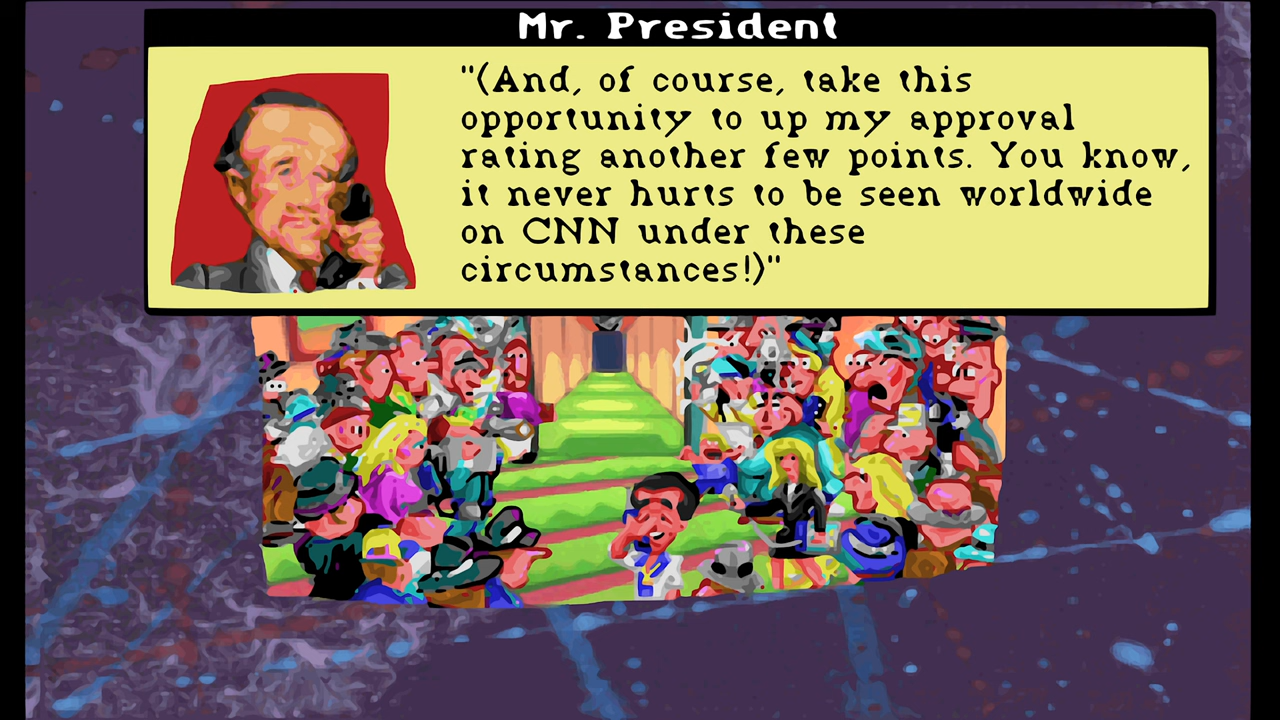 Mr. President
"(And, of course, take this
opportunity to up my approval
rating another few points. You know,
it never hurts to be seen worldwide
on CNN under these
circumstances!)"